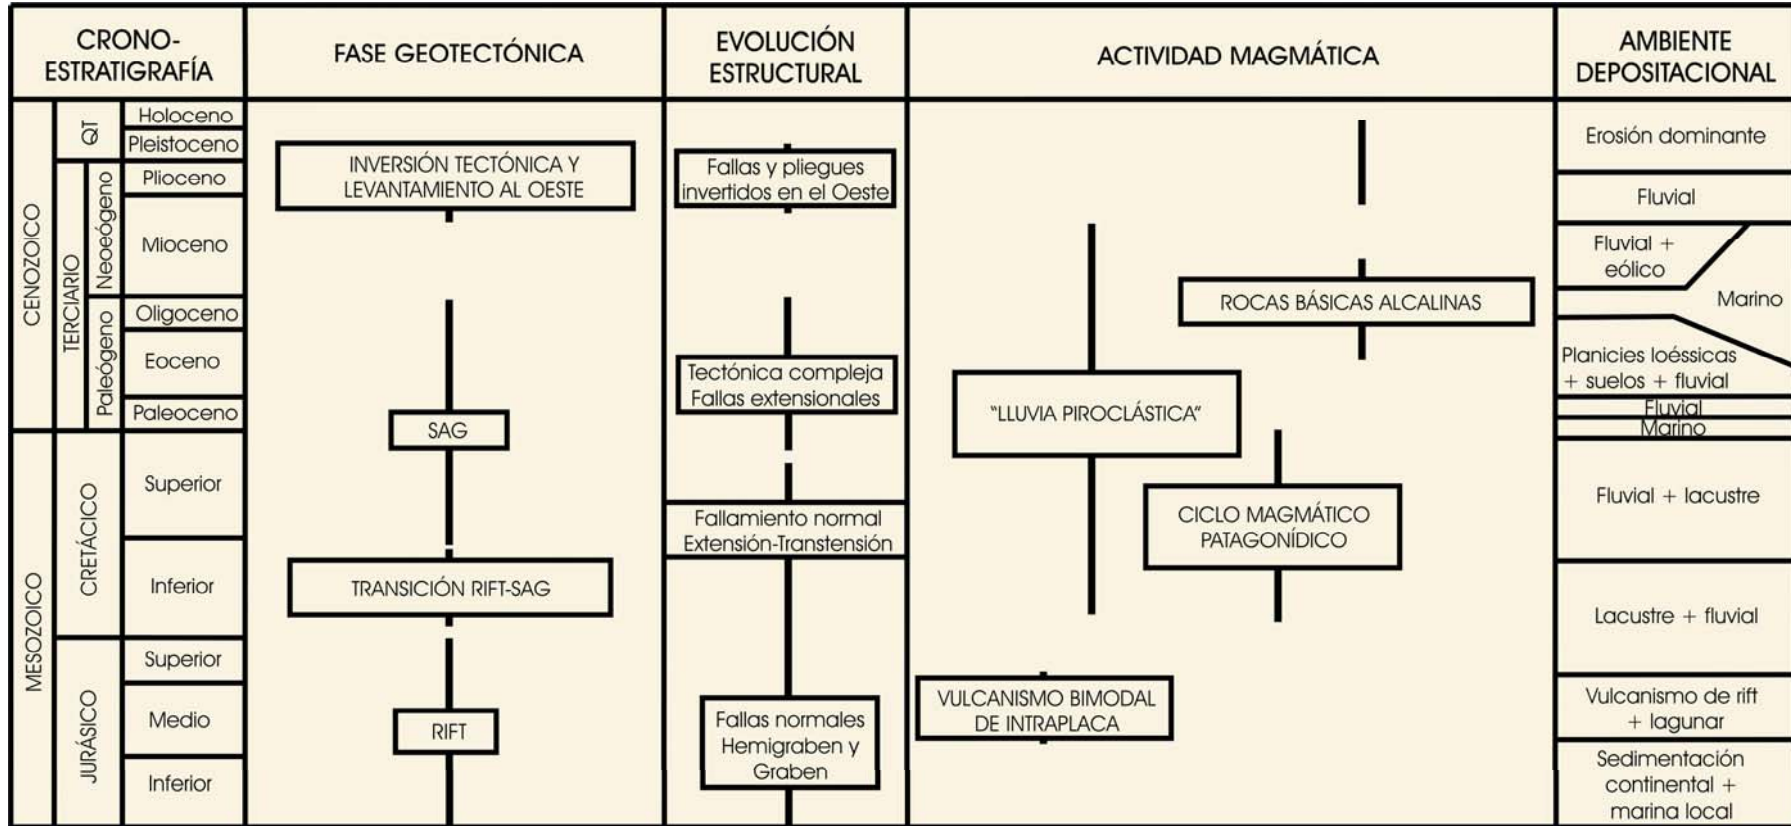 CRONO-
ESTRATIGRAFÍA
FASE GEOTECTÓNICA
EVOLUCIÓN
ESTRUCTURAL
ACTIVIDAD MAGMÁTICA
AMBIENTE
DEPOSITACIONAL
CENOZOICO
QT
Holoceno
Pleistoceno
TERCIARIO
Neoeógeno
Plioceno
Mioceno
Paleógeno
Oligoceno
Eoceno
Paleoceno
MESOZOICO
CRETÁCICO
Superior
Inferior
JURÁSICO
Superior
Medio
Inferior
INVERSIÓN TECTÓNICA Y
LEVANTAMIENTO AL OESTE
SAG
TRANSICIÓN RIFT-SAG
RIFT
Fallas y pliegues
invertidos en el Oeste
Tectónica compleja
Fallas extensionales
Fallamiento normal
Extensión-Transtensión
Fallas normales
Hemigraben y
Graben
ROCAS BÁSICAS ALCALINAS
"LLUVIA PIROCLÁSTICA"
CICLO MAGMÁTICO
PATAGONÍDICO
VULCANISMO BIMODAL
DE INTRAPLACA
Erosión dominante
Fluvial
Fluvial +
eólico
Marino
Planicies loéssicas
+ suelos + fluvial
Fluvial
Marino
Fluvial + lacustre
Lacustre + fluvial
Vulcanismo de rift
+ lagunar
Sedimentación
continental +
marina local